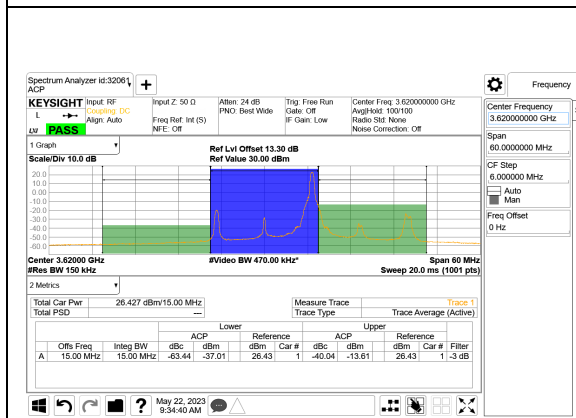 Spectrum Analyzer id:32061
ACP
+
Frequency
KEYSIGHT Input: RF Input Z: 50 Ω Atten: 24 dB Trig: Free Run Center Freq: 3.620000000 GHz
L Coupling: DC PNO: Best Wide Gate: Off Avg|Hold: 100/100
Align: Auto Freq Ref: Int (S) IF Gain: Low Radio Std: None
LXI PASS NFE: Off Noise Correction: Off
Center Frequency
3.620000000 GHz
Span
60.0000000 MHz
CF Step
6.000000 MHz
Auto
Man
Freq Offset
0 Hz
1 Graph
Scale/Div 10.0 dB
Ref Lvl Offset 13.30 dB
Ref Value 30.00 dBm
20.0
10.0
0.00
-10.0
-20.0
-30.0
-40.0
-50.0
-60.0
Center 3.62000 GHz #Video BW 470.00 kHz* Span 60 MHz
#Res BW 150 kHz Sweep 20.0 ms (1001 pts)
2 Metrics
Total Car Pwr 26.427 dBm/15.00 MHz Measure Trace Trace 1
Total PSD --- Trace Type Trace Average (Active)
Lower Upper
ACP Reference ACP Reference
Offs Freq Integ BW dBc dBm dBm Car # dBc dBm dBm Car # Filter
A 15.00 MHz 15.00 MHz -63.44 -37.01 26.43 1 -40.04 -13.61 26.43 1 -3 dB
?
May 22, 2023
9:34:40 AM